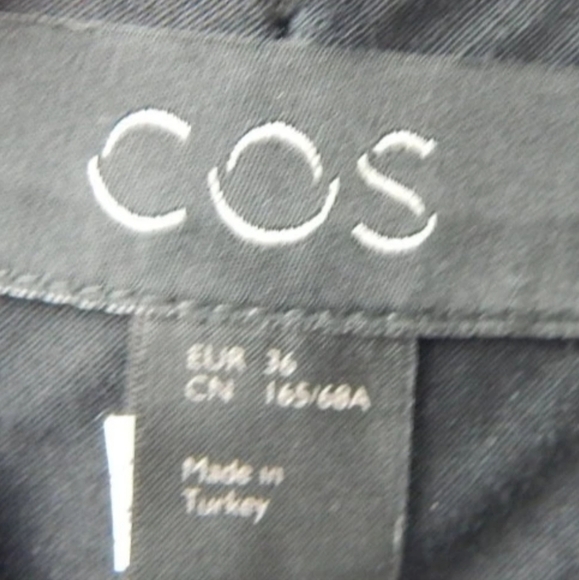 COS
EUR 36
CN 165/68A
Made in
Turkey